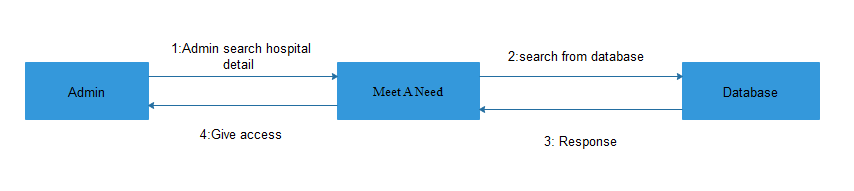 1:Admin search hospital
detail
2:search from database
Admin
Meet A Need
Database
4:Give access
3: Response